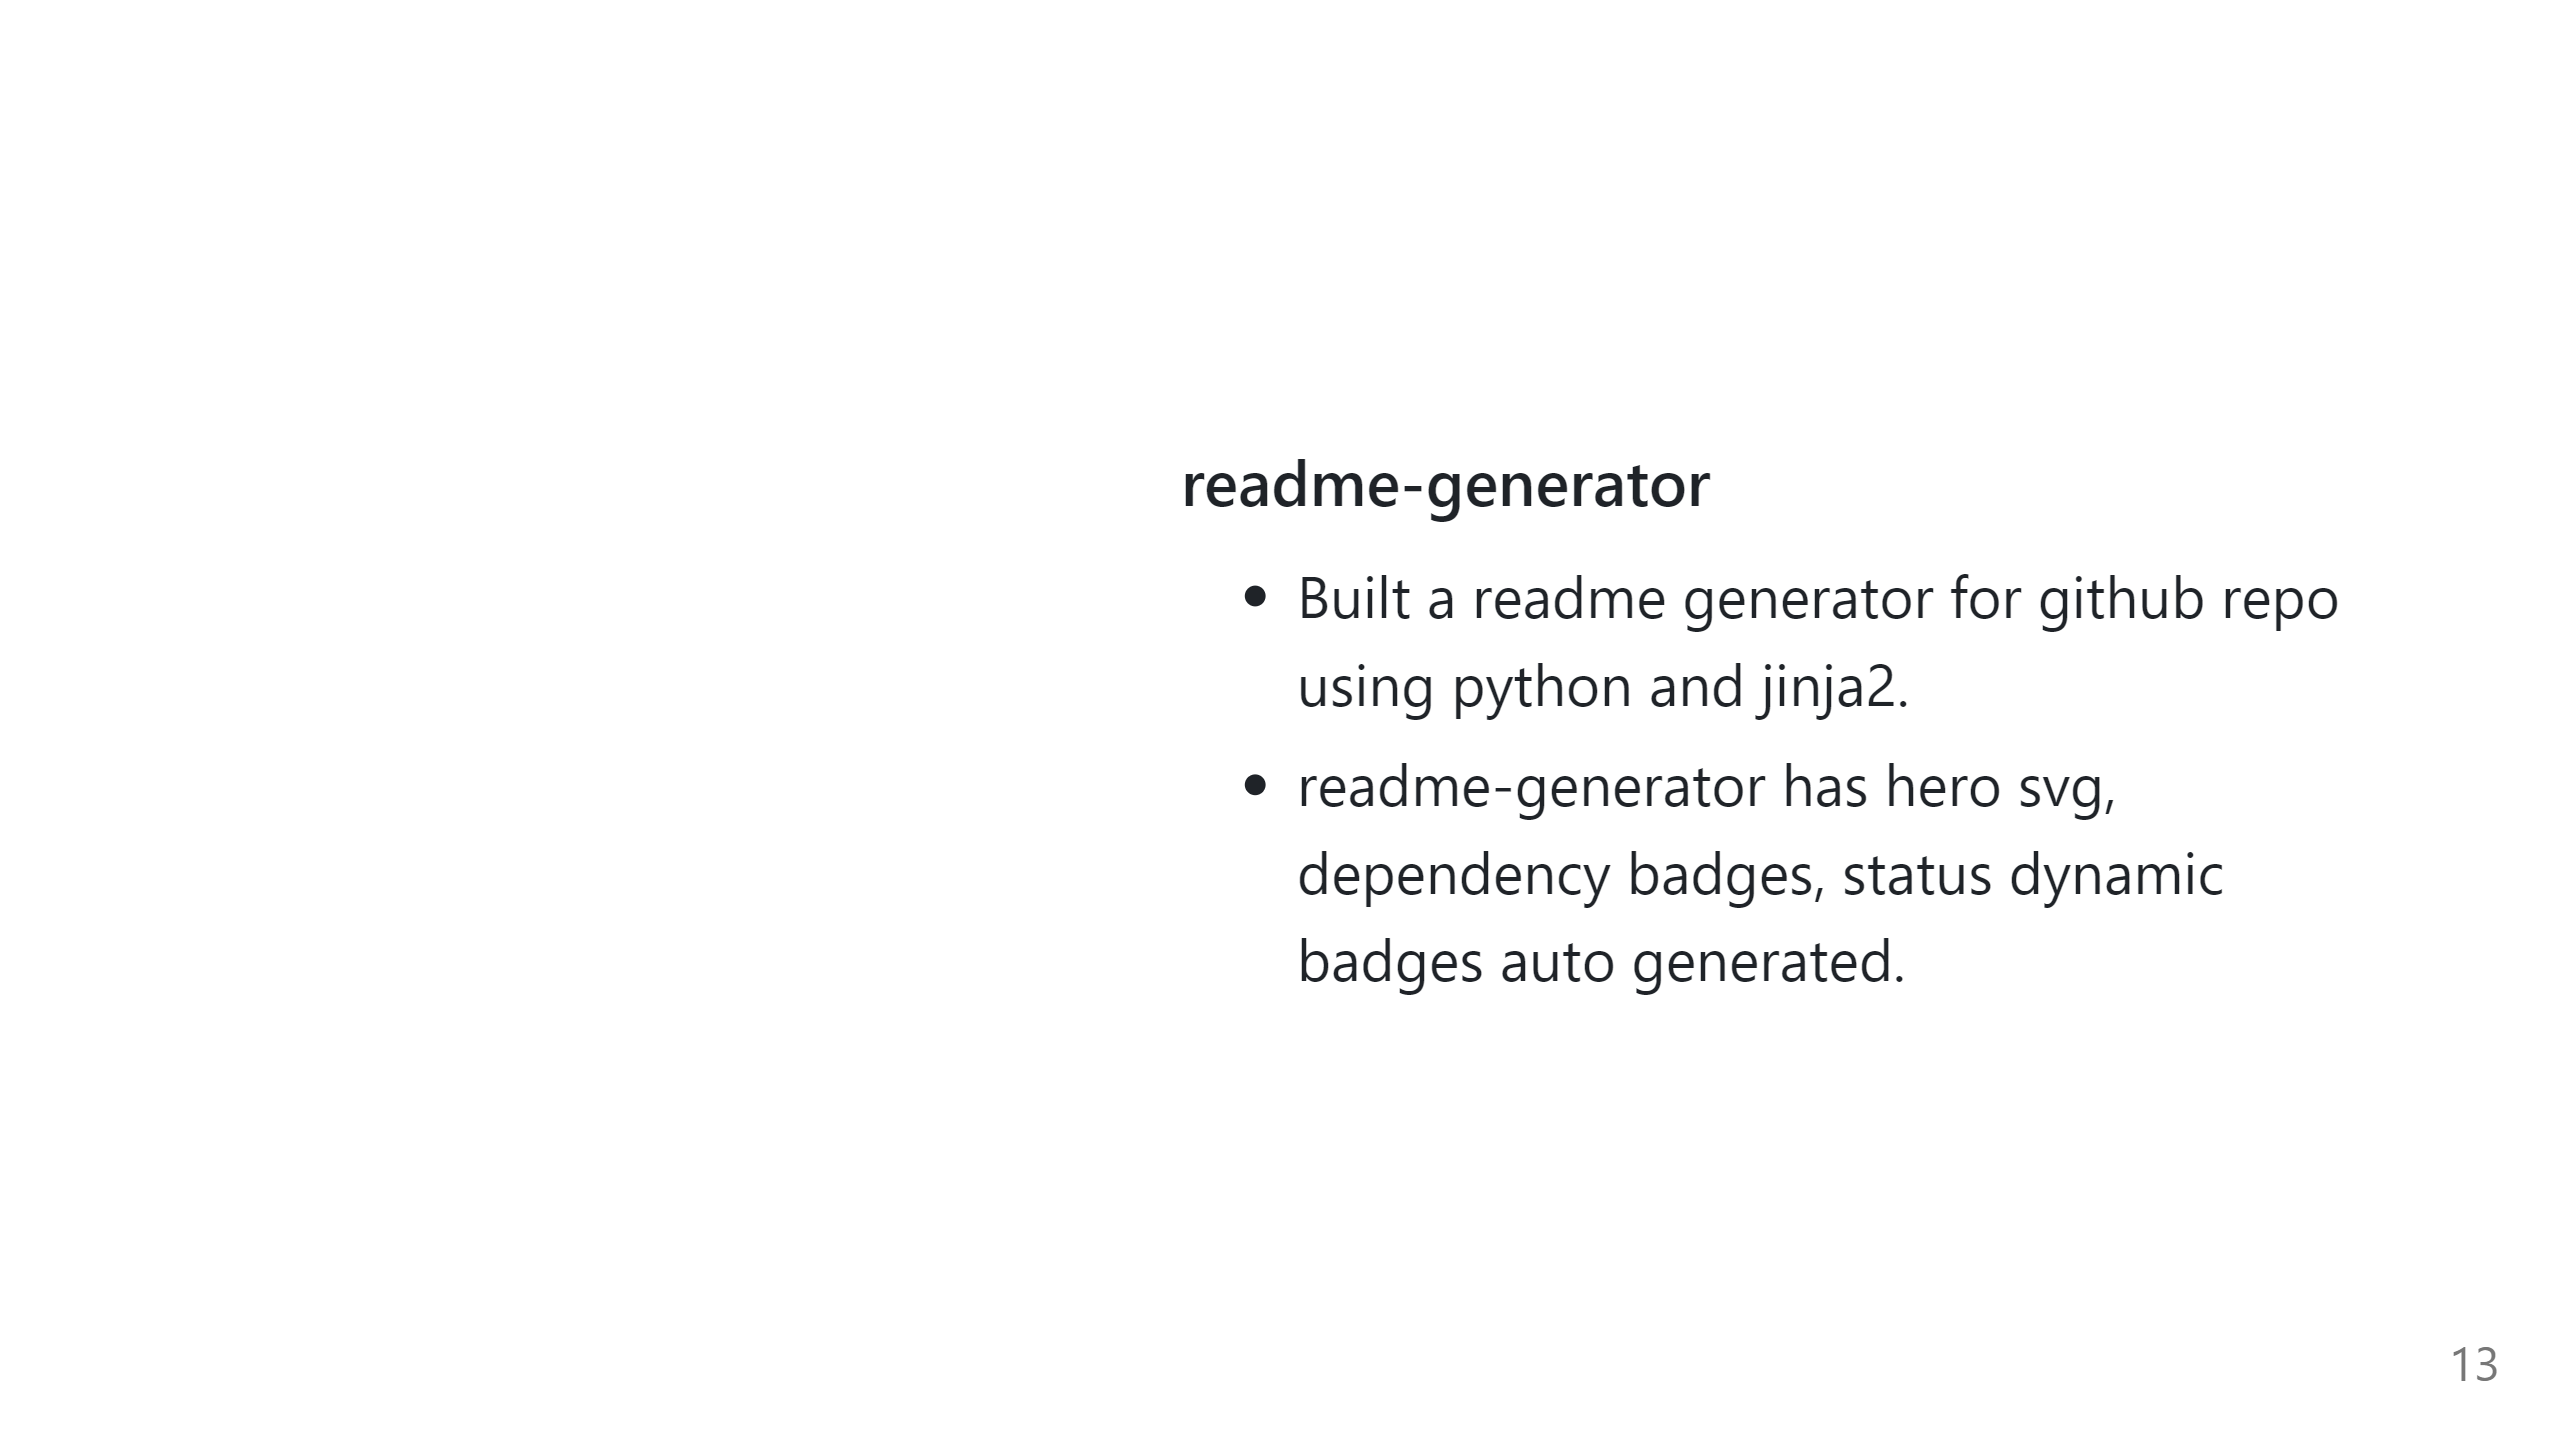 readme-generator
• Built a readme generator for github repo
using python and jinja2.
• readme-generator has hero svg,
dependency badges, status dynamic
badges auto generated.
13